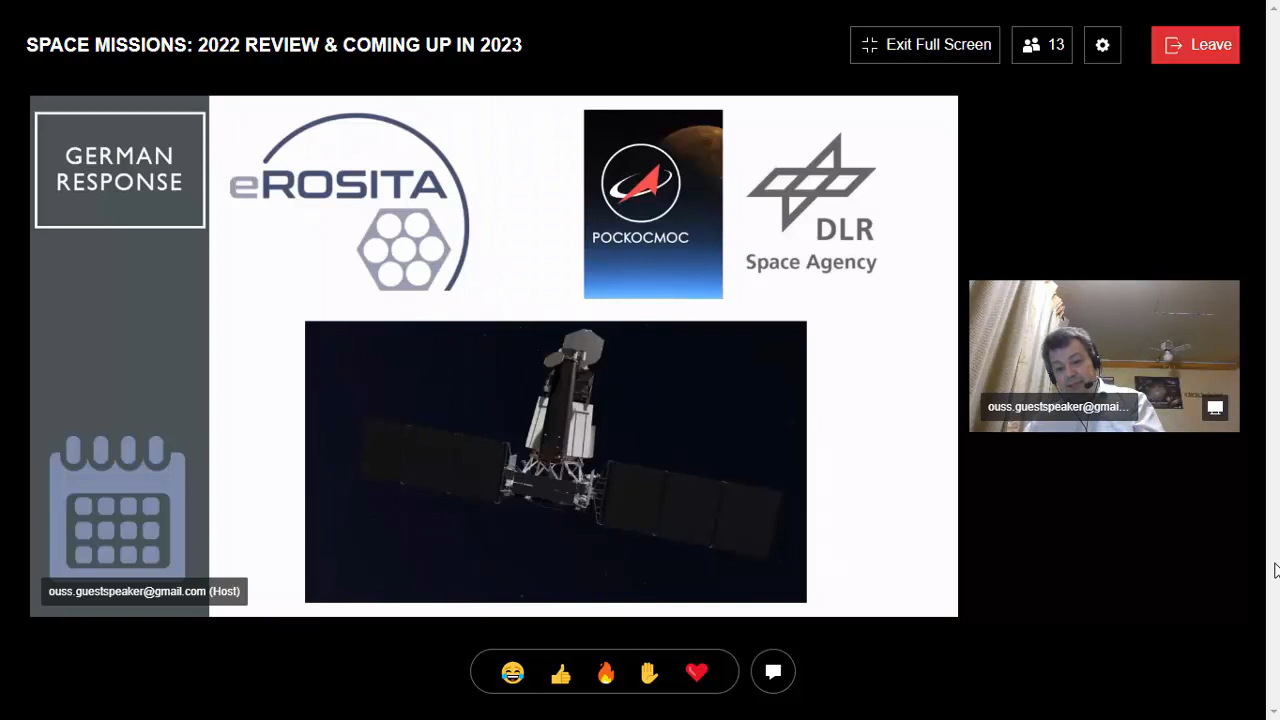 SPACE MISSIONS: 2022 REVIEW & COMING UP IN 2023
Exit Full Screen
13
Leave
GERMAN
RESPONSE
eROSITA
РОСКОСМОС
DLR
Space Agency
ouss.guestspeaker@gmai...
ouss.guestspeaker@gmail.com (Host)